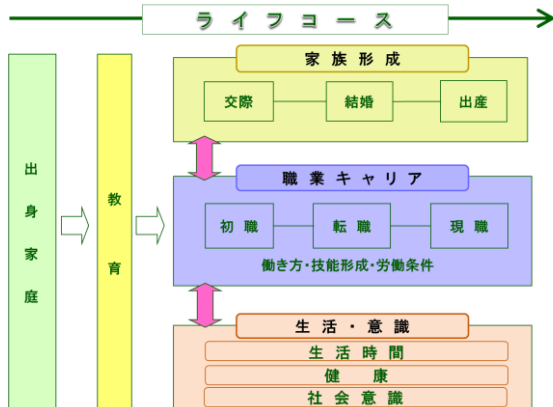 ライフコース
出身家庭
教育
家族形成
交際
結婚
出産
職業キャリア
初職
転職
現職
働き方・技能形成・労働条件
生活・意識
生活時間
健康
社会意識